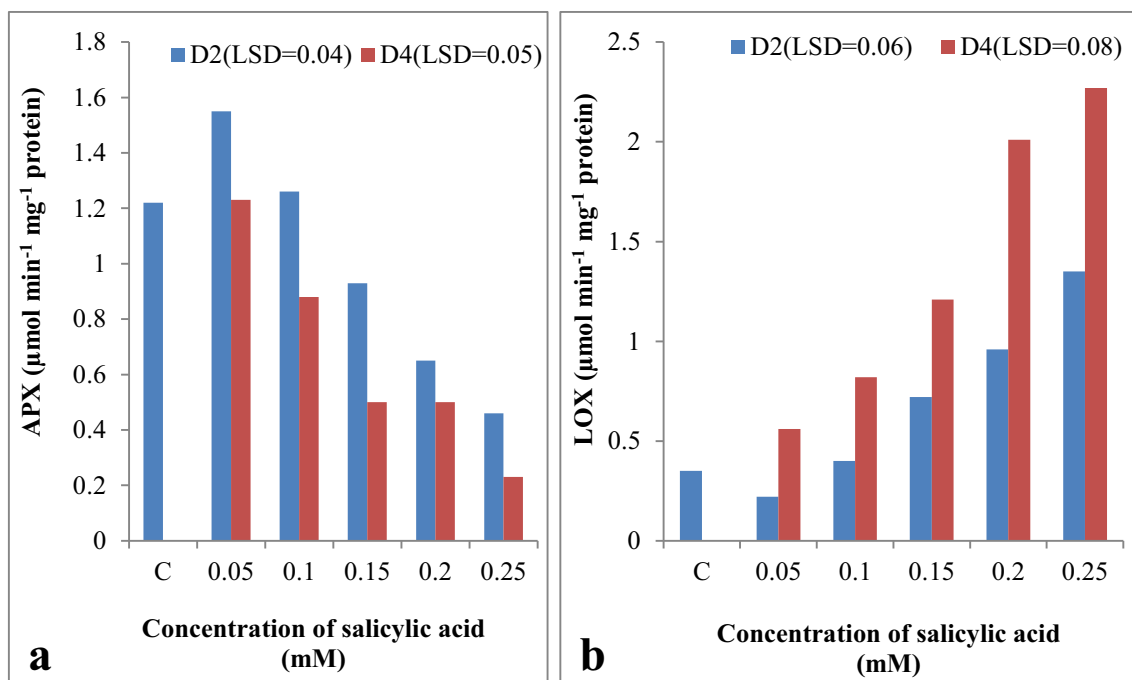 1.8
1.6
1.4
1.2
1
0.8
0.6
0.4
0.2
0
APX (µmol min⁻¹ mg⁻¹ protein)
D2(LSD=0.04) D4(LSD=0.05)
C 0.05 0.1 0.15 0.2 0.25
Concentration of salicylic acid
(mM)
a
2.5
2
1.5
1
0.5
0
LOX (µmol min⁻¹ mg⁻¹ protein)
D2(LSD=0.06) D4(LSD=0.08)
C 0.05 0.1 0.15 0.2 0.25
Concentration of salicylic acid
(mM)
b